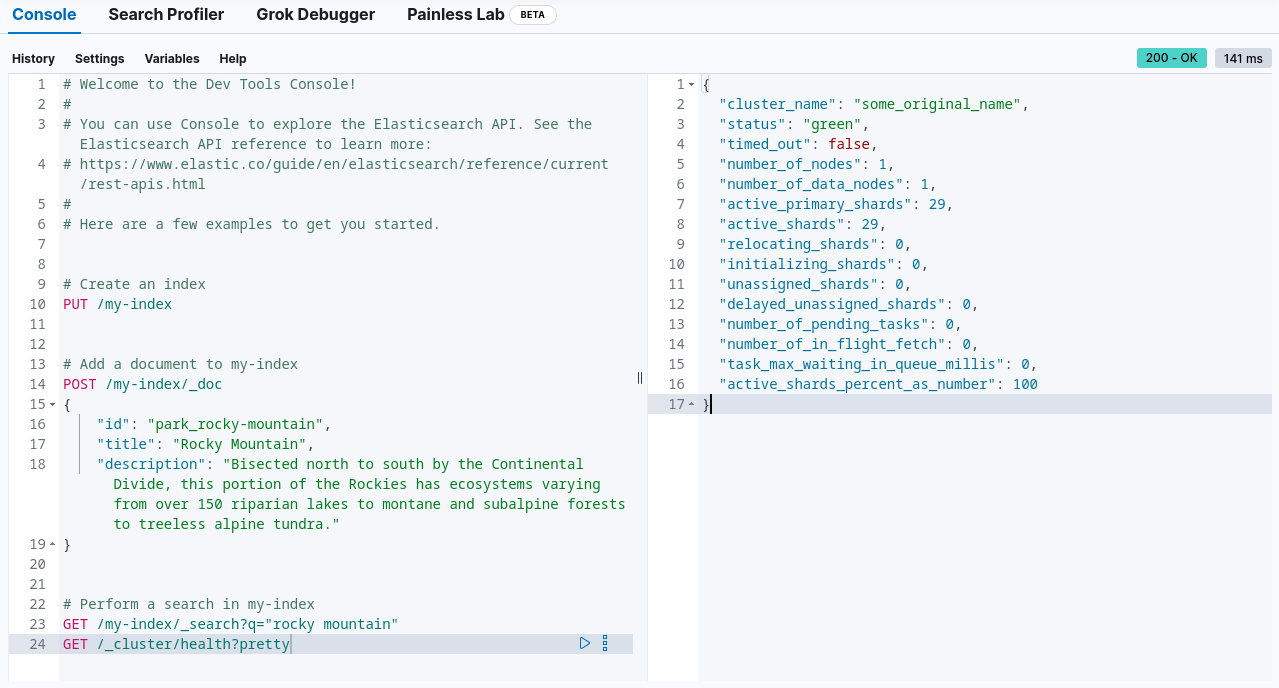 Console Search Profiler Grok Debugger Painless Lab BETA
History Settings Variables Help 200 - OK 141 ms
1 # Welcome to the Dev Tools Console!
2 #
3 # You can use Console to explore the Elasticsearch API. See the
Elasticsearch API reference to learn more:
4 # https://www.elastic.co/guide/en/elasticsearch/reference/current
/rest-apis.html
5 #
6 # Here are a few examples to get you started.
7
8
9 # Create an index
10 PUT /my-index
11
12
13 # Add a document to my-index
14 POST /my-index/_doc
15 {
16 "id": "park_rocky-mountain",
17 "title": "Rocky Mountain",
18 "description": "Bisected north to south by the Continental
Divide, this portion of the Rockies has ecosystems varying
from over 150 riparian lakes to montane and subalpine forests
to treeless alpine tundra."
19 }
20
21
22 # Perform a search in my-index
23 GET /my-index/_search?q="rocky mountain"
24 GET /_cluster/health?pretty
1 {
2 "cluster_name": "some_original_name",
3 "status": "green",
4 "timed_out": false,
5 "number_of_nodes": 1,
6 "number_of_data_nodes": 1,
7 "active_primary_shards": 29,
8 "active_shards": 29,
9 "relocating_shards": 0,
10 "initializing_shards": 0,
11 "unassigned_shards": 0,
12 "delayed_unassigned_shards": 0,
13 "number_of_pending_tasks": 0,
14 "number_of_in_flight_fetch": 0,
15 "task_max_waiting_in_queue_millis": 0,
16 "active_shards_percent_as_number": 100
17 }